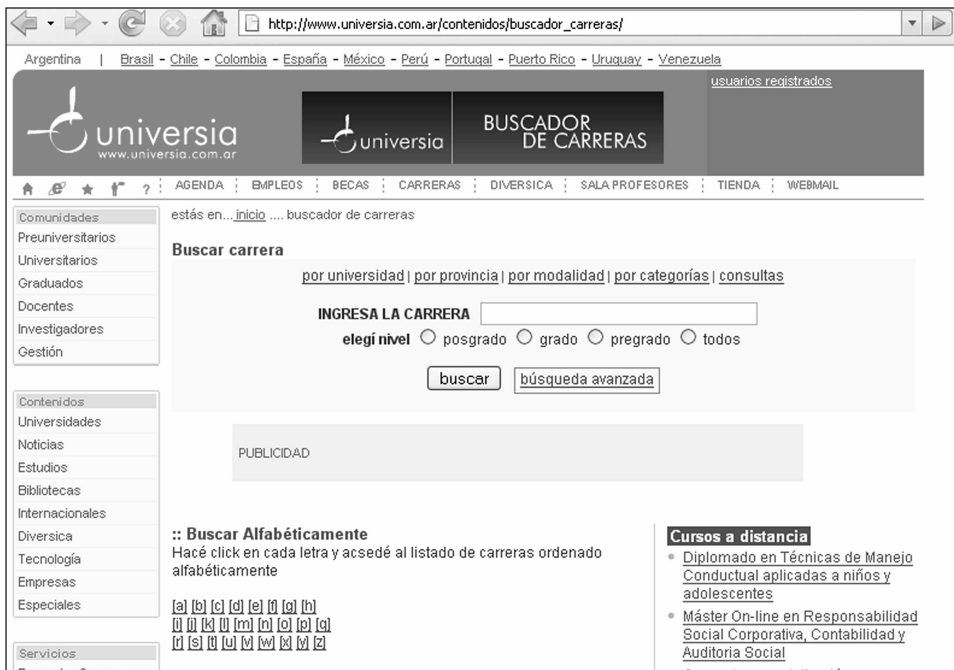 http://www.universia.com.ar/contenidos/buscador_carreras/
Argentina | Brasil - Chile - Colombia - España - México - Perú - Portugal - Puerto Rico - Uruguay - Venezuela
usuarios registrados
universia
www.universia.com.ar
universia
BUSCADOR
DE CARRERAS
? AGENDA EMPLEOS BECAS CARRERAS DIVERSICA SALA PROFESORES TIENDA WEBMAIL
estás en... inicio .... buscador de carreras
Comunidades
Preuniversitarios
Universitarios
Graduados
Docentes
Investigadores
Gestión
Contenidos
Universidades
Noticias
Estudios
Bibliotecas
Internacionales
Diversica
Tecnología
Empresas
Especiales
Servicios
Buscar carrera
por universidad | por provincia | por modalidad | por categorías | consultas
INGRESA LA CARRERA
elegí nivel posgrado grado pregrado todos
buscar búsqueda avanzada
PUBLICIDAD
:: Buscar Alfabéticamente
Hacé click en cada letra y acsedé al listado de carreras ordenado
alfabéticamente
[a] [b] [c] [d] [e] [f] [g] [h]
[i] [j] [k] [l] [m] [n] [o] [p] [q]
[r] [s] [t] [u] [v] [w] [x] [y] [z]
Cursos a distancia
Diplomado en Técnicas de Manejo
Conductual aplicadas a niños y
adolescentes
Máster On-line en Responsabilidad
Social Corporativa, Contabilidad y
Auditoria Social